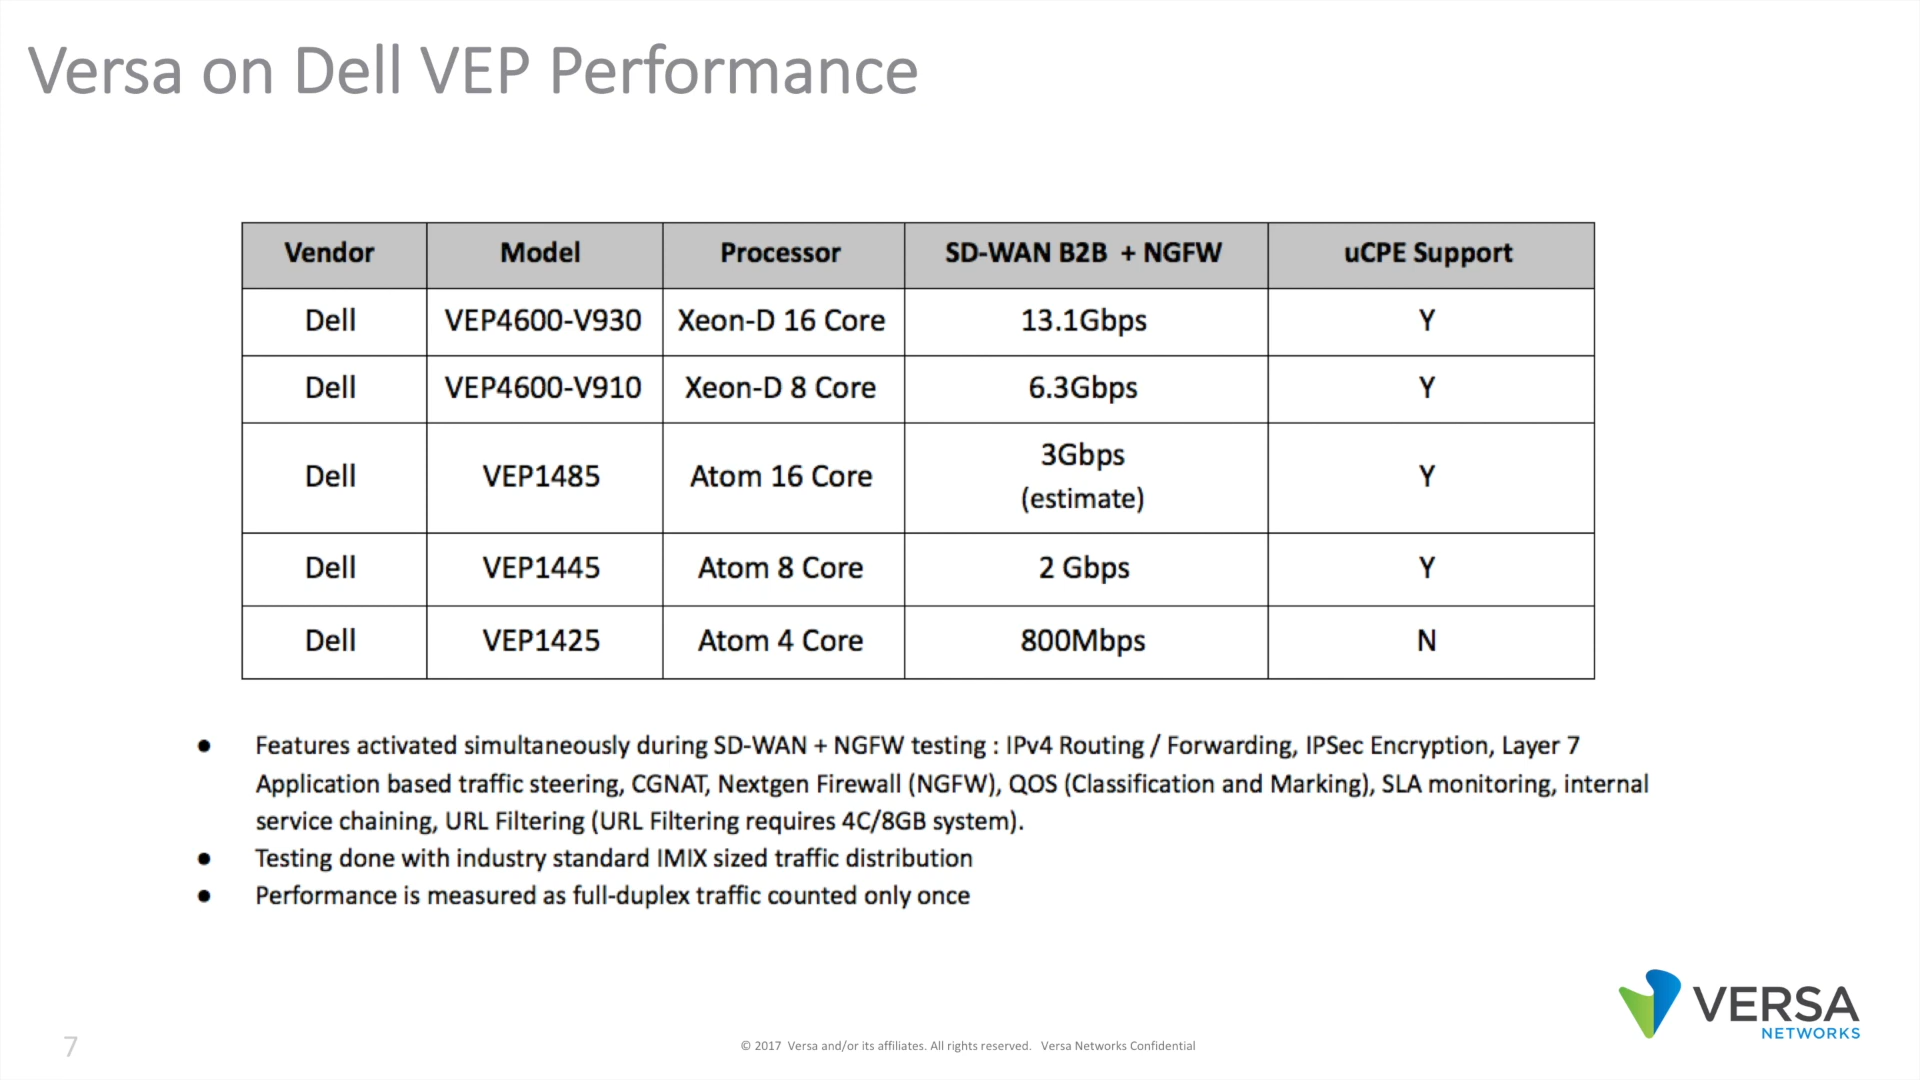 Versa on Dell VEP Performance
Vendor Model Processor SD-WAN B2B + NGFW uCPE Support
Dell VEP4600-V930 Xeon-D 16 Core 13.1Gbps Y
Dell VEP4600-V910 Xeon-D 8 Core 6.3Gbps Y
Dell VEP1485 Atom 16 Core 3Gbps (estimate) Y
Dell VEP1445 Atom 8 Core 2 Gbps Y
Dell VEP1425 Atom 4 Core 800Mbps N
● Features activated simultaneously during SD-WAN + NGFW testing : IPv4 Routing / Forwarding, IPSec Encryption, Layer 7
Application based traffic steering, CGNAT, Nextgen Firewall (NGFW), QOS (Classification and Marking), SLA monitoring, internal
service chaining, URL Filtering (URL Filtering requires 4C/8GB system).
● Testing done with industry standard IMIX sized traffic distribution
● Performance is measured as full-duplex traffic counted only once
VERSA
NETWORKS
7
© 2017 Versa and/or its affiliates. All rights reserved. Versa Networks Confidential